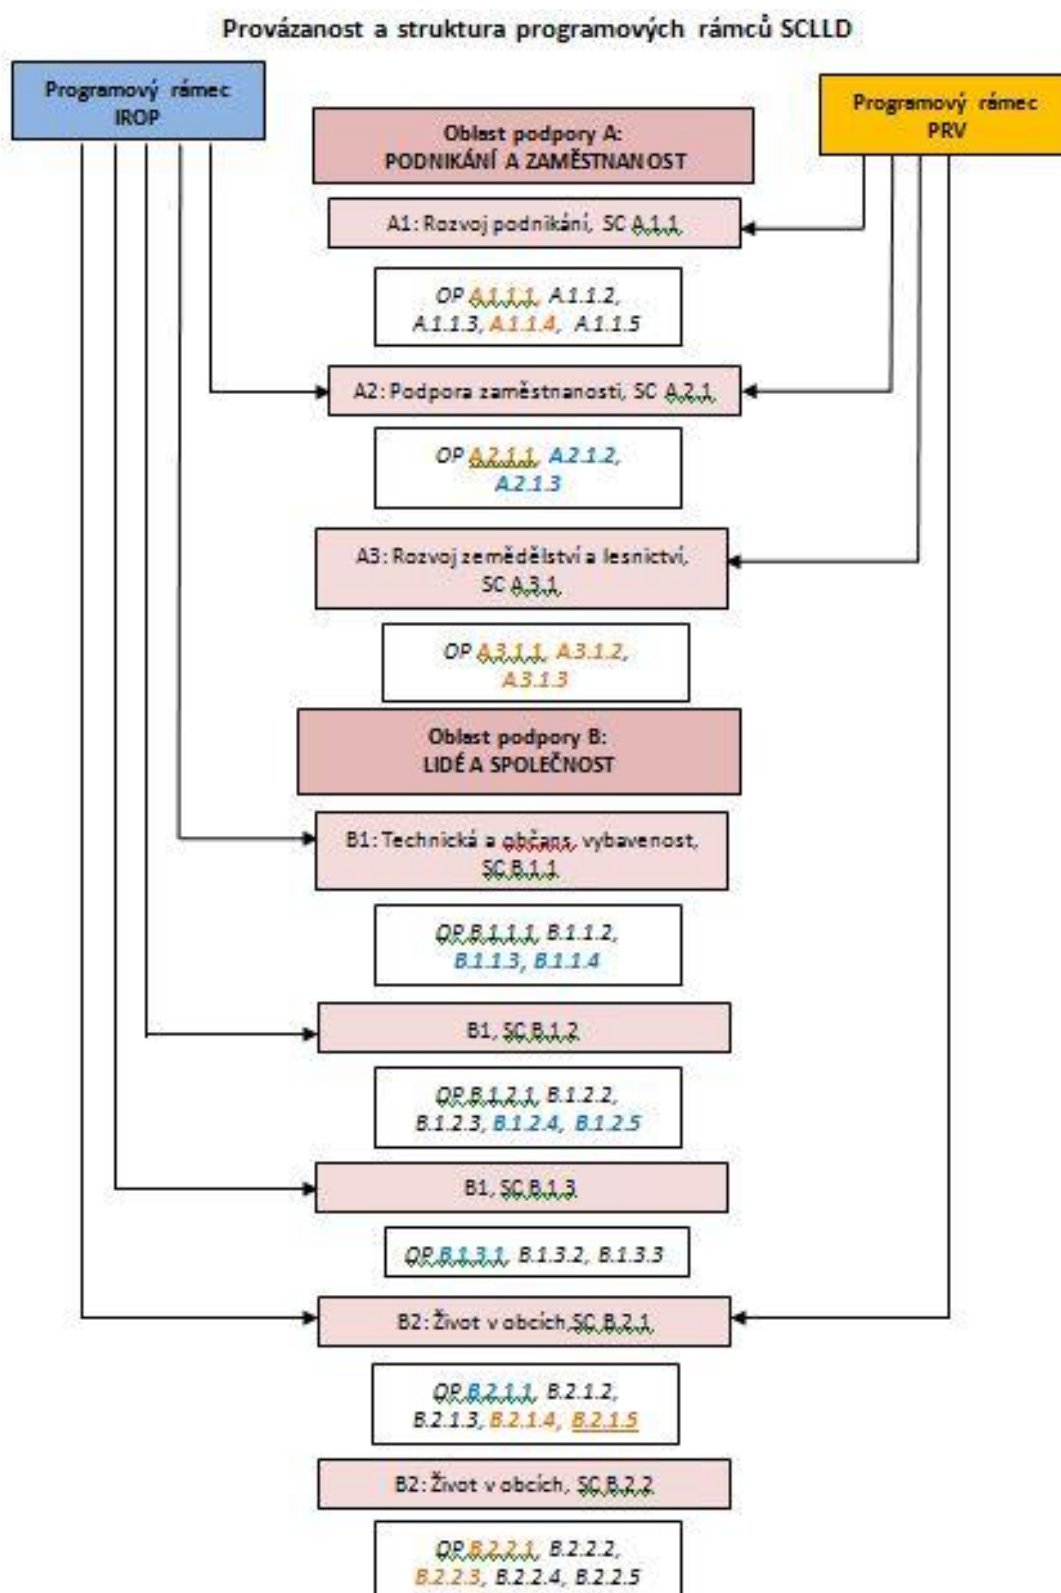 Provázanost a struktura programových rámců SCLLD
Programový rámec
IROP
Programový rámec
PRV
Oblast podpory A:
PODNIKÁNÍ A ZAMĚSTNANOST
A1: Rozvoj podnikání, SC A.1.1
OP A.1.1.1, A.1.1.2,
A.1.1.3, A.1.1.4, A.1.1.5
A2: Podpora zaměstnanosti, SC A.2.1
OP A.2.1.1, A.2.1.2,
A.2.1.3
A3: Rozvoj zemědělství a lesnictví,
SC A.3.1
OP A.3.1.1, A.3.1.2,
A.3.1.3
Oblast podpory B:
LIDÉ A SPOLEČNOST
B1: Technická a občans. vybavenost,
SC B.1.1
OP B.1.1.1, B.1.1.2,
B.1.1.3, B.1.1.4
B1, SC B.1.2
OP B.1.2.1, B.1.2.2,
B.1.2.3, B.1.2.4, B.1.2.5
B1, SC B.1.3
OP B.1.3.1, B.1.3.2, B.1.3.3
B2: Život v obcích, SC B.2.1
OP B.2.1.1, B.2.1.2,
B.2.1.3, B.2.1.4, B.2.1.5
B2: Život v obcích, SC B.2.2
OP B.2.2.1, B.2.2.2,
B.2.2.3, B.2.2.4, B.2.2.5